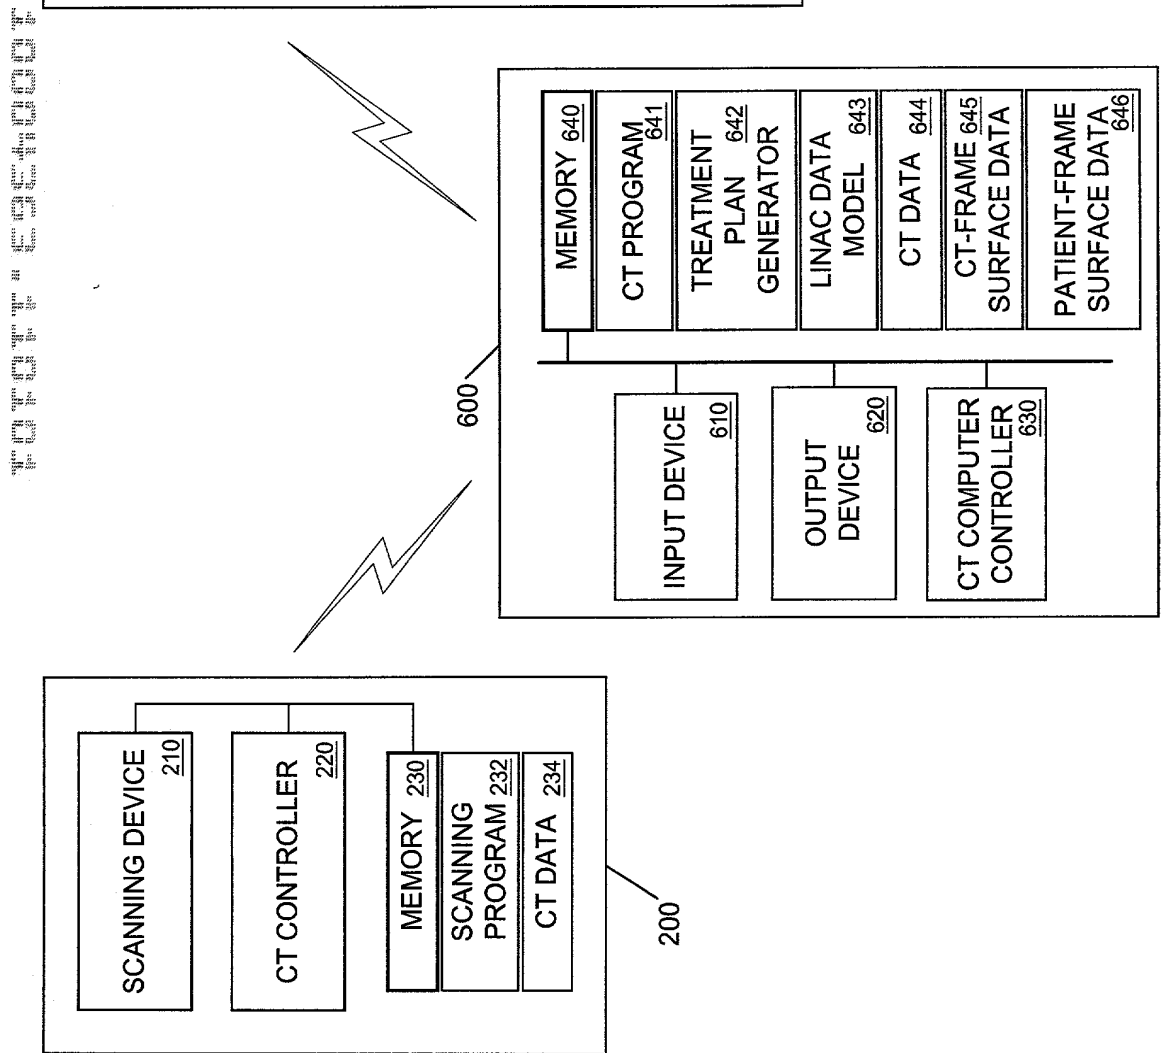 SCANNING DEVICE
210
CT CONTROLLER
220
MEMORY 230
SCANNING
PROGRAM 232
CT DATA 234
200
600
INPUT DEVICE
610
OUTPUT
DEVICE
620
CT COMPUTER
CONTROLLER
630
MEMORY 640
CT PROGRAM
641
TREATMENT
PLAN 642
GENERATOR
LINAC DATA
MODEL 643
CT DATA 644
CT-FRAME 645
SURFACE DATA
PATIENT-FRAME
SURFACE DATA
646